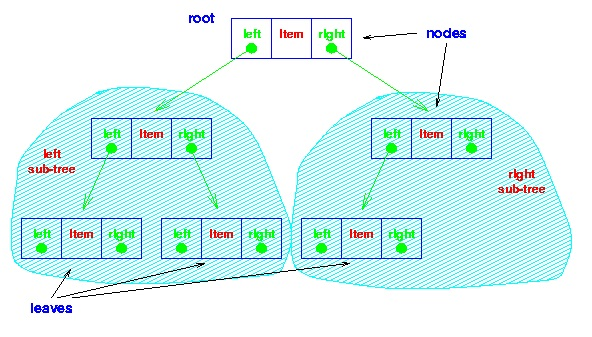 root
left Item right
nodes
left Item right
left Item right
left
sub-tree
right
sub-tree
left Item right
left Item right
left Item right
leaves